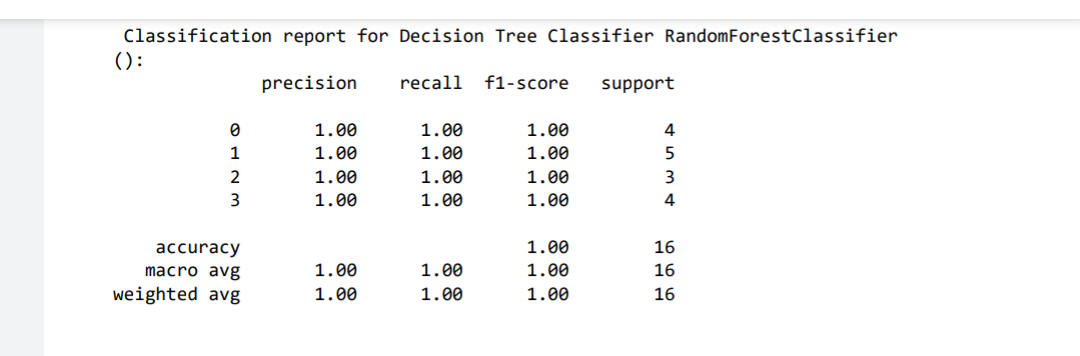 Classification report for Decision Tree Classifier RandomForestClassifier
():
precision recall f1-score support
0 1.00 1.00 1.00 4
1 1.00 1.00 1.00 5
2 1.00 1.00 1.00 3
3 1.00 1.00 1.00 4
accuracy 1.00 16
macro avg 1.00 1.00 1.00 16
weighted avg 1.00 1.00 1.00 16